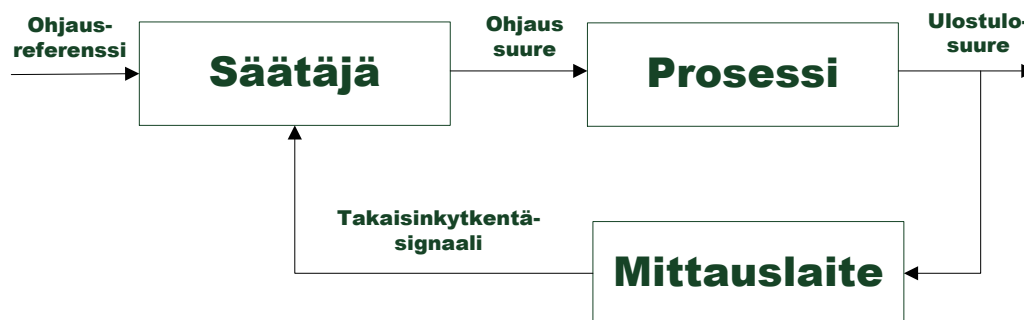 Ohjaus-
referenssi
Säätäjä
Ohjaus
suure
Prosessi
Ulostulo-
suure
Takaisinkytkentä-
signaali
Mittauslaite